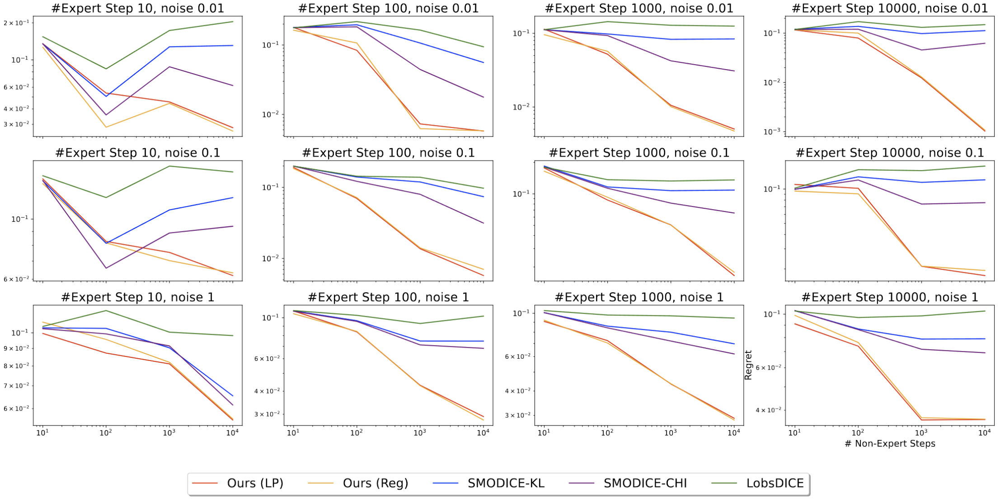 #Expert Step 10, noise 0.01
#Expert Step 100, noise 0.01
#Expert Step 1000, noise 0.01
#Expert Step 10000, noise 0.01
2 × 10⁻¹
10⁻¹
6 × 10⁻²
4 × 10⁻²
3 × 10⁻²
10⁻¹
10⁻²
10⁻¹
10⁻²
10⁻¹
10⁻²
10⁻³
#Expert Step 10, noise 0.1
#Expert Step 100, noise 0.1
#Expert Step 1000, noise 0.1
#Expert Step 10000, noise 0.1
10⁻¹
6 × 10⁻²
10⁻¹
10⁻²
10⁻¹
10⁻¹
#Expert Step 10, noise 1
#Expert Step 100, noise 1
#Expert Step 1000, noise 1
#Expert Step 10000, noise 1
10⁻¹
9 × 10⁻²
8 × 10⁻²
7 × 10⁻²
6 × 10⁻²
10⁻¹
6 × 10⁻²
4 × 10⁻²
3 × 10⁻²
10⁻¹
6 × 10⁻²
4 × 10⁻²
3 × 10⁻²
Regret
10⁻¹
6 × 10⁻²
4 × 10⁻²
10¹ 10² 10³ 10⁴
10¹ 10² 10³ 10⁴
10¹ 10² 10³ 10⁴
10¹ 10² 10³ 10⁴
# Non-Expert Steps
Ours (LP) Ours (Reg) SMODICE-KL SMODICE-CHI LobsDICE